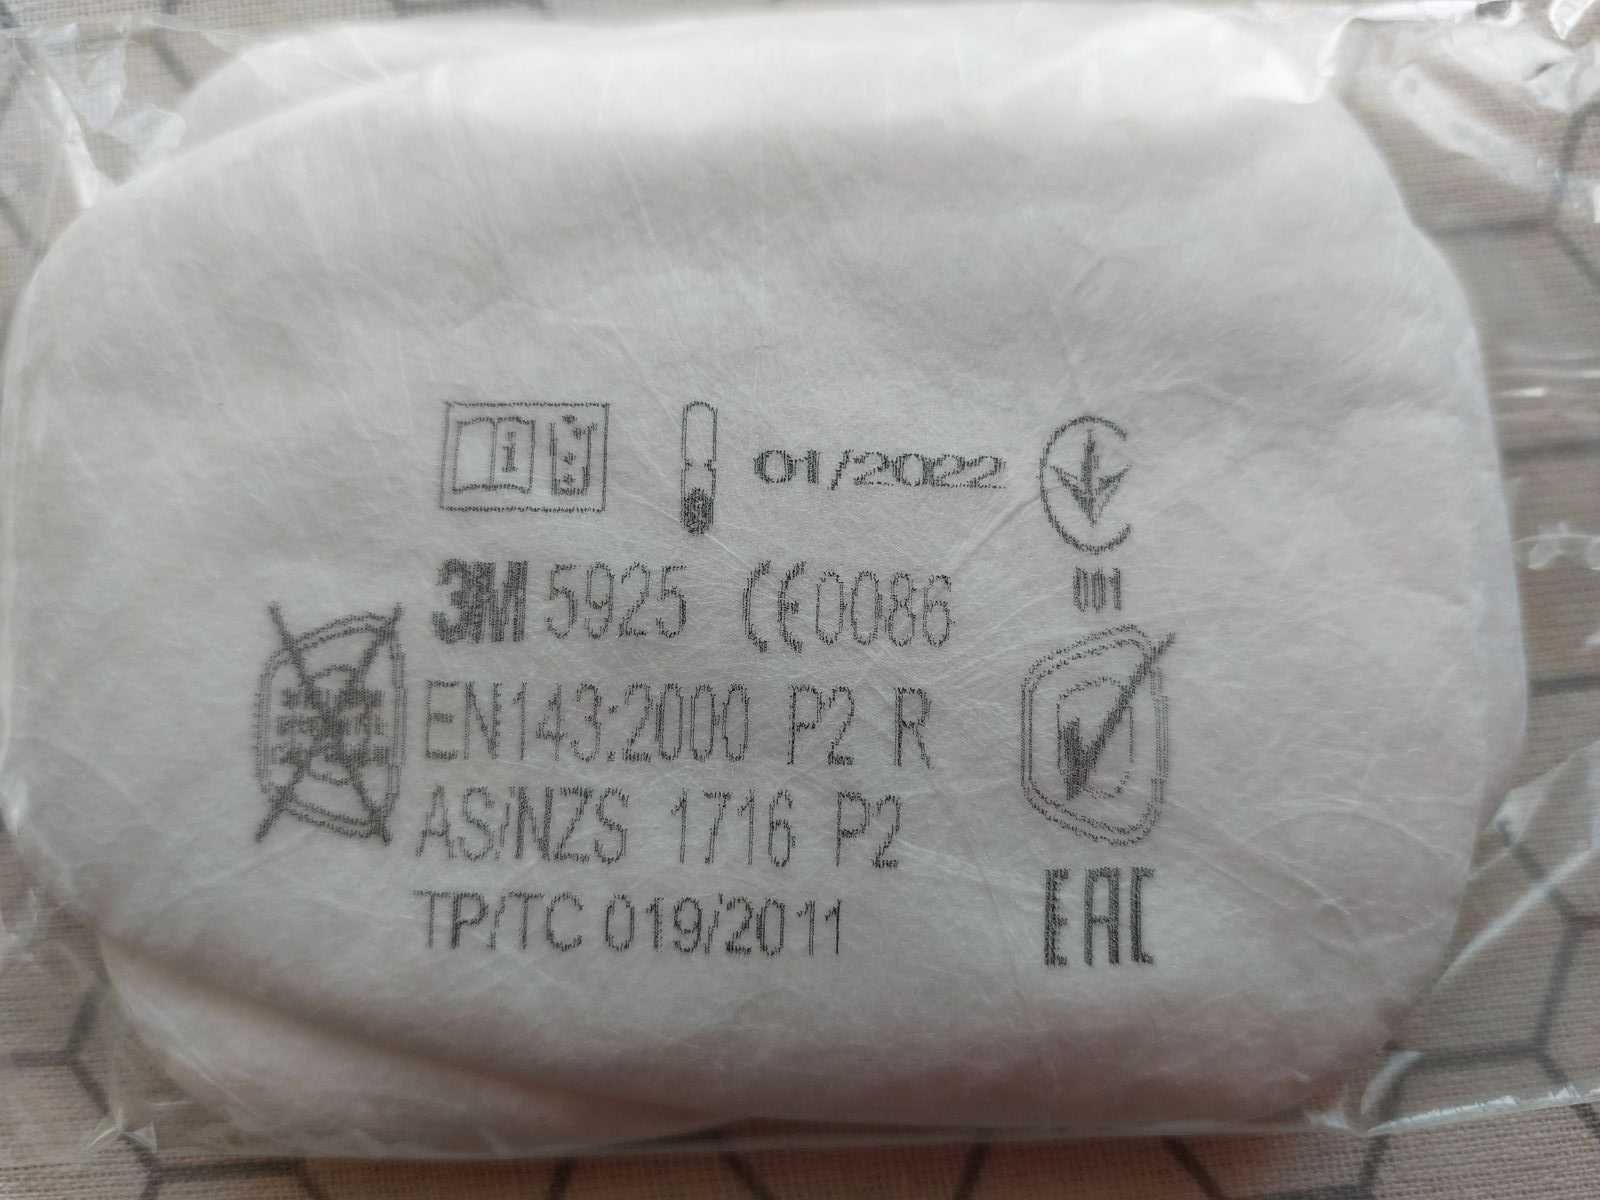 i
01/2022
3M 5925 CE0086
001
EN143:2000 P2 R
AS/NZS 1716 P2
TP/TC 019/2011
EAC